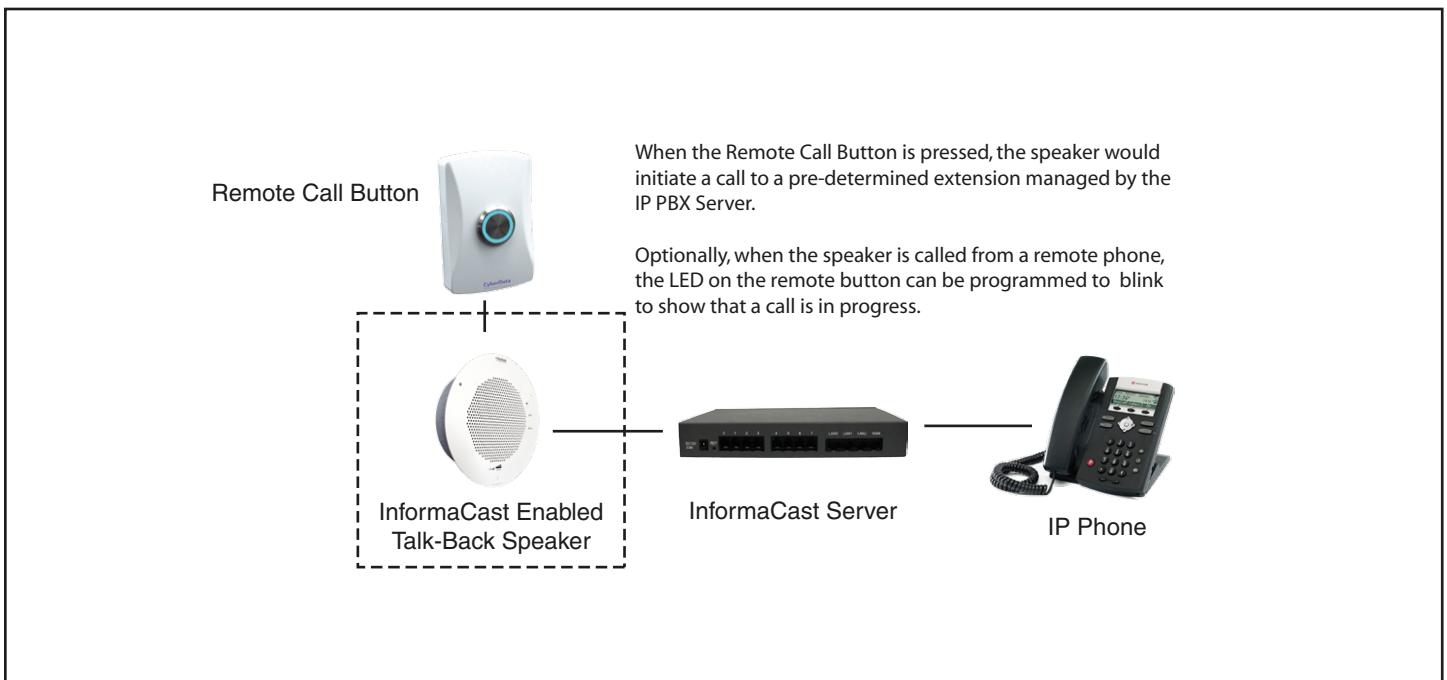 When the Remote Call Button is pressed, the speaker would
initiate a call to a pre-determined extension managed by the
IP PBX Server.
Optionally, when the speaker is called from a remote phone,
the LED on the remote button can be programmed to blink
to show that a call is in progress.
Remote Call Button
CyberData
InformaCast Enabled
Talk-Back Speaker
InformaCast Server
IP Phone